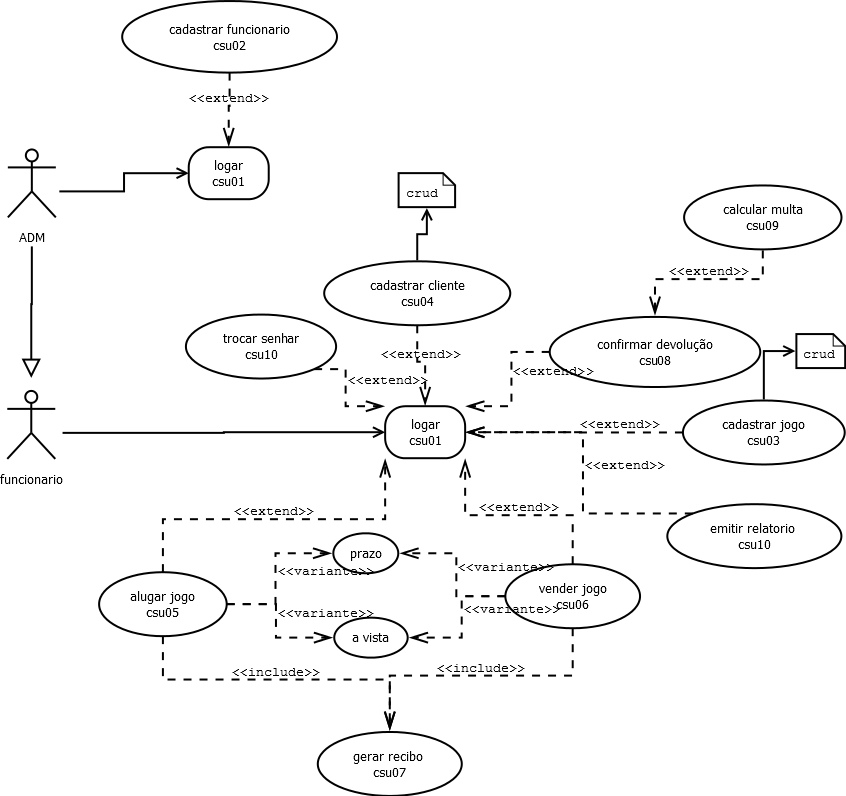 cadastrar funcionario
csu02
<<extend>>
logar
csu01
ADM
crud
calcular multa
csu09
<<extend>>
cadastrar cliente
csu04
trocar senhar
csu10
<<extend>>
<<extend>>
confirmar devolução
csu08
<<extend>>
crud
funcionario
logar
csu01
<<extend>>
cadastrar jogo
csu03
<<extend>>
emitir relatorio
csu10
<<extend>>
<<extend>>
prazo
<<variante>>
<<variante>>
alugar jogo
csu05
vender jogo
csu06
<<variante>>
<<variante>>
a vista
<<include>>
<<include>>
gerar recibo
csu07